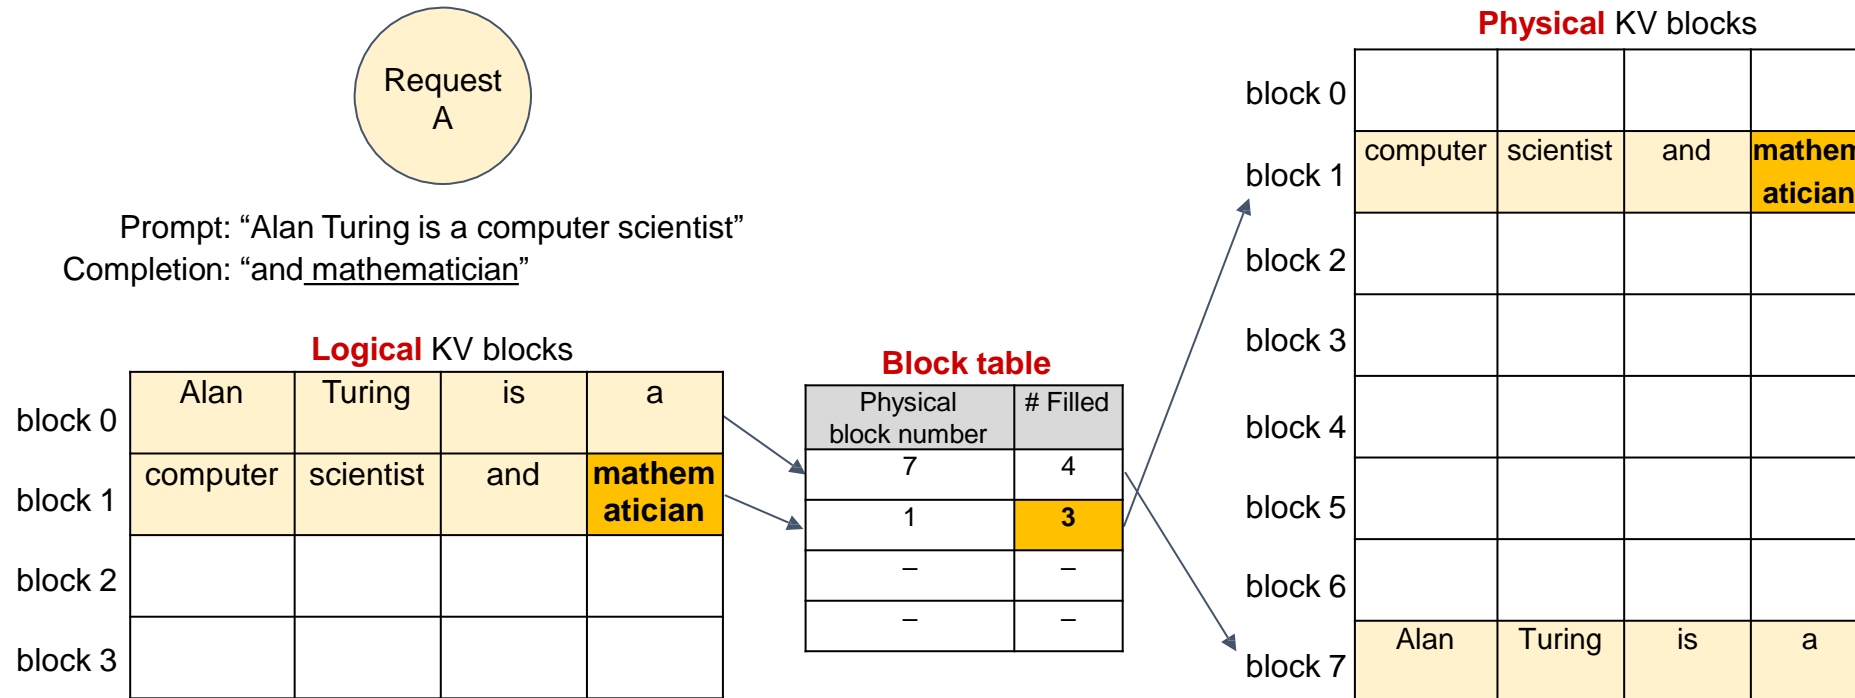 Request
A
Prompt: “Alan Turing is a computer scientist”
Completion: “and mathematician”
Logical KV blocks
block 0 Alan Turing is a
block 1 computer scientist and mathem
atician
block 2
block 3
Block table
Physical
block number # Filled
7 4
1 3
– –
– –
Physical KV blocks
block 0
block 1 computer scientist and mathem
atician
block 2
block 3
block 4
block 5
block 6
block 7 Alan Turing is a